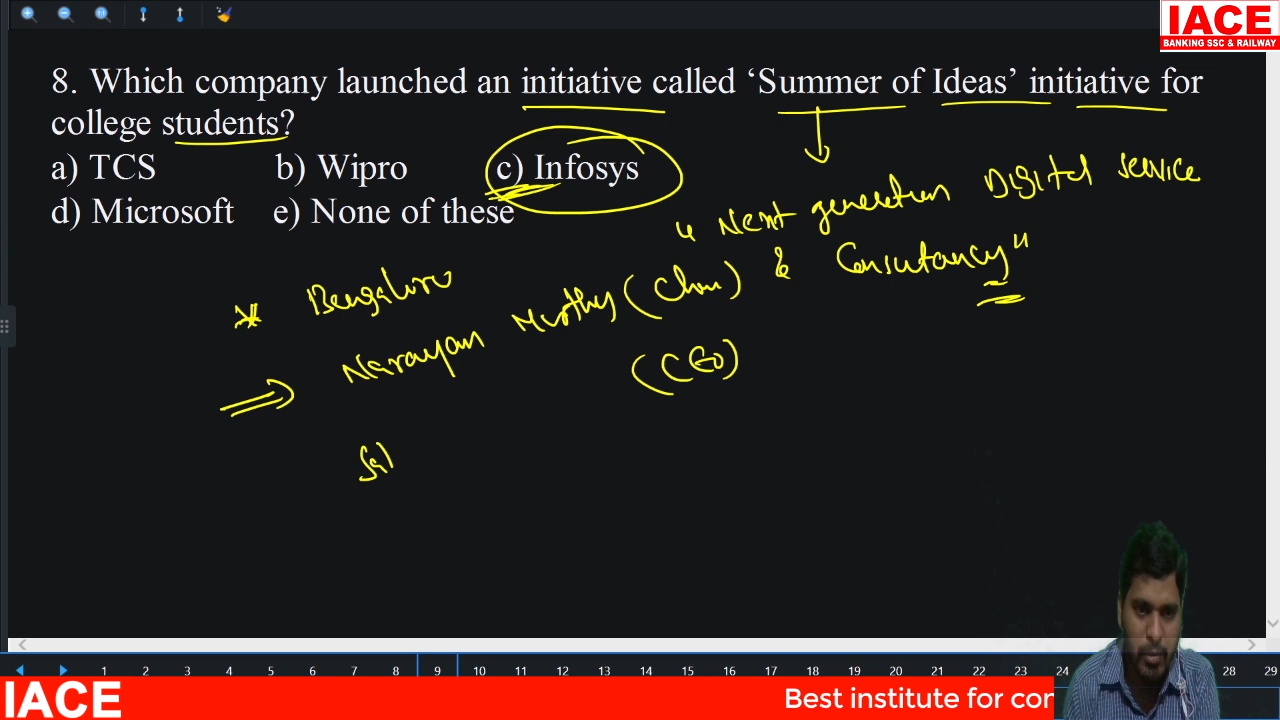 IACE
BANKING SSC & RAILWAY
8. Which company launched an initiative called ‘Summer of Ideas’ initiative for
college students?
a) TCS b) Wipro c) Infosys
d) Microsoft e) None of these
" Next generation Digital service
& Consutancy"
* Bengaluru
Narayan Murthy (
(CEO)
1 2 3 4 5 6 7 8 9 10 11 12 13 14 15 16 17 18 19 20 21 22 23 24 28 29
IACE
Best institute for con